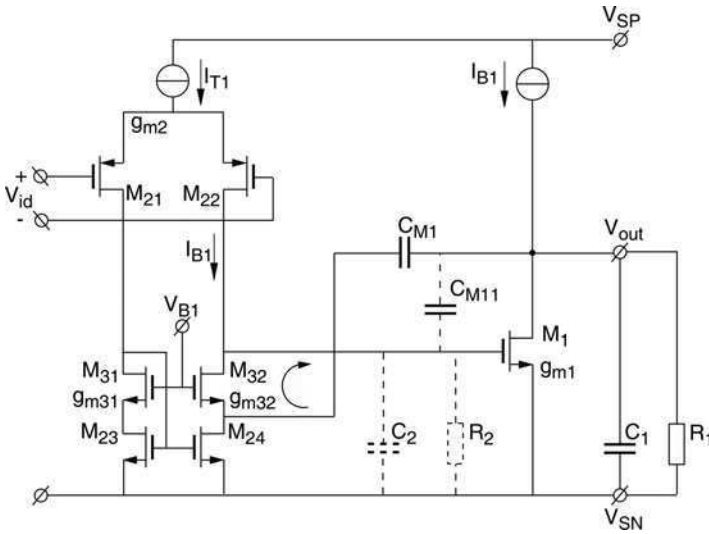 V_SP
I_T1
I_B1
g_m2
+
V_id
-
M_21
M_22
I_B1
C_M1
V_out
C_M11
V_B1
M_1
g_m1
M_31
M_32
g_m31
g_m32
M_23
M_24
C_2
R_2
C_1
R_1
V_SN